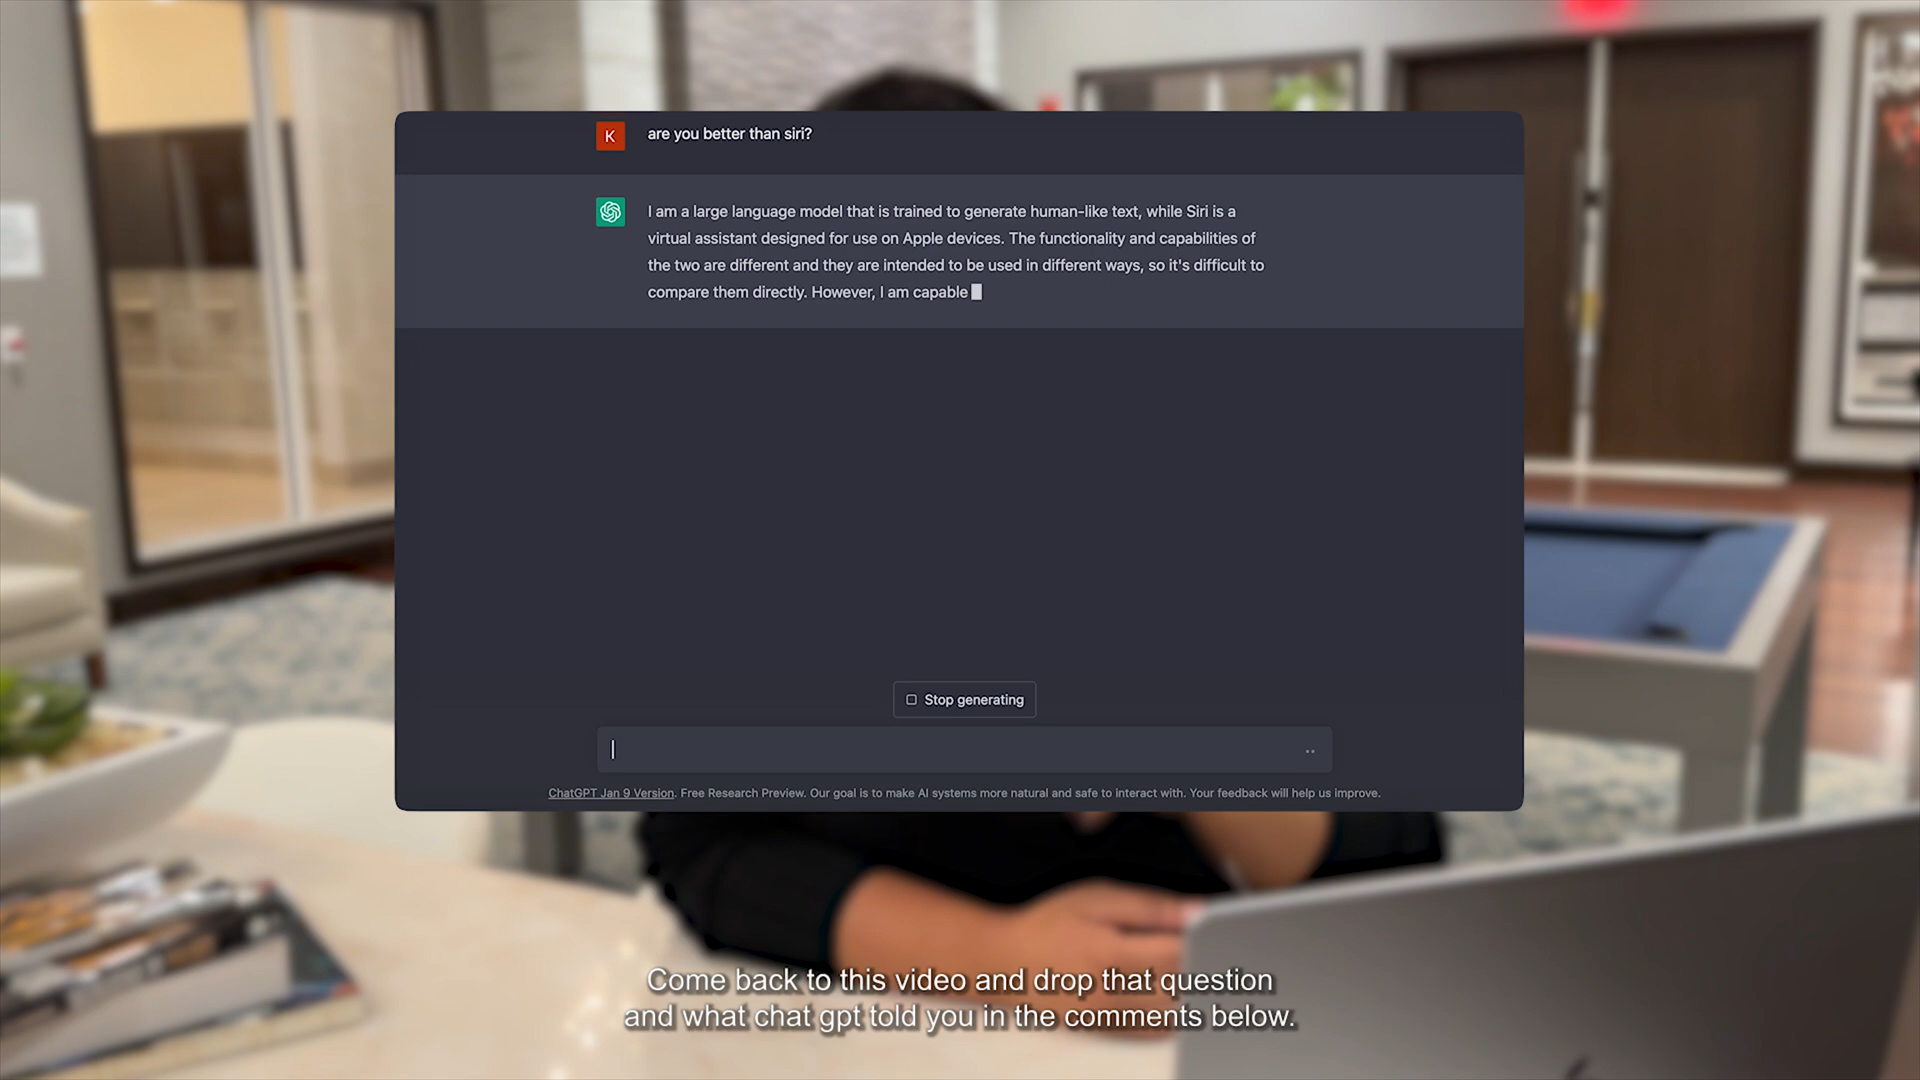 K
are you better than siri?
I am a large language model that is trained to generate human-like text, while Siri is a
virtual assistant designed for use on Apple devices. The functionality and capabilities of
the two are different and they are intended to be used in different ways, so it's difficult to
compare them directly. However, I am capable
Stop generating
ChatGPT Jan 9 Version. Free Research Preview. Our goal is to make AI systems more natural and safe to interact with. Your feedback will help us improve.
Come back to this video and drop that question
and what chat gpt told you in the comments below.